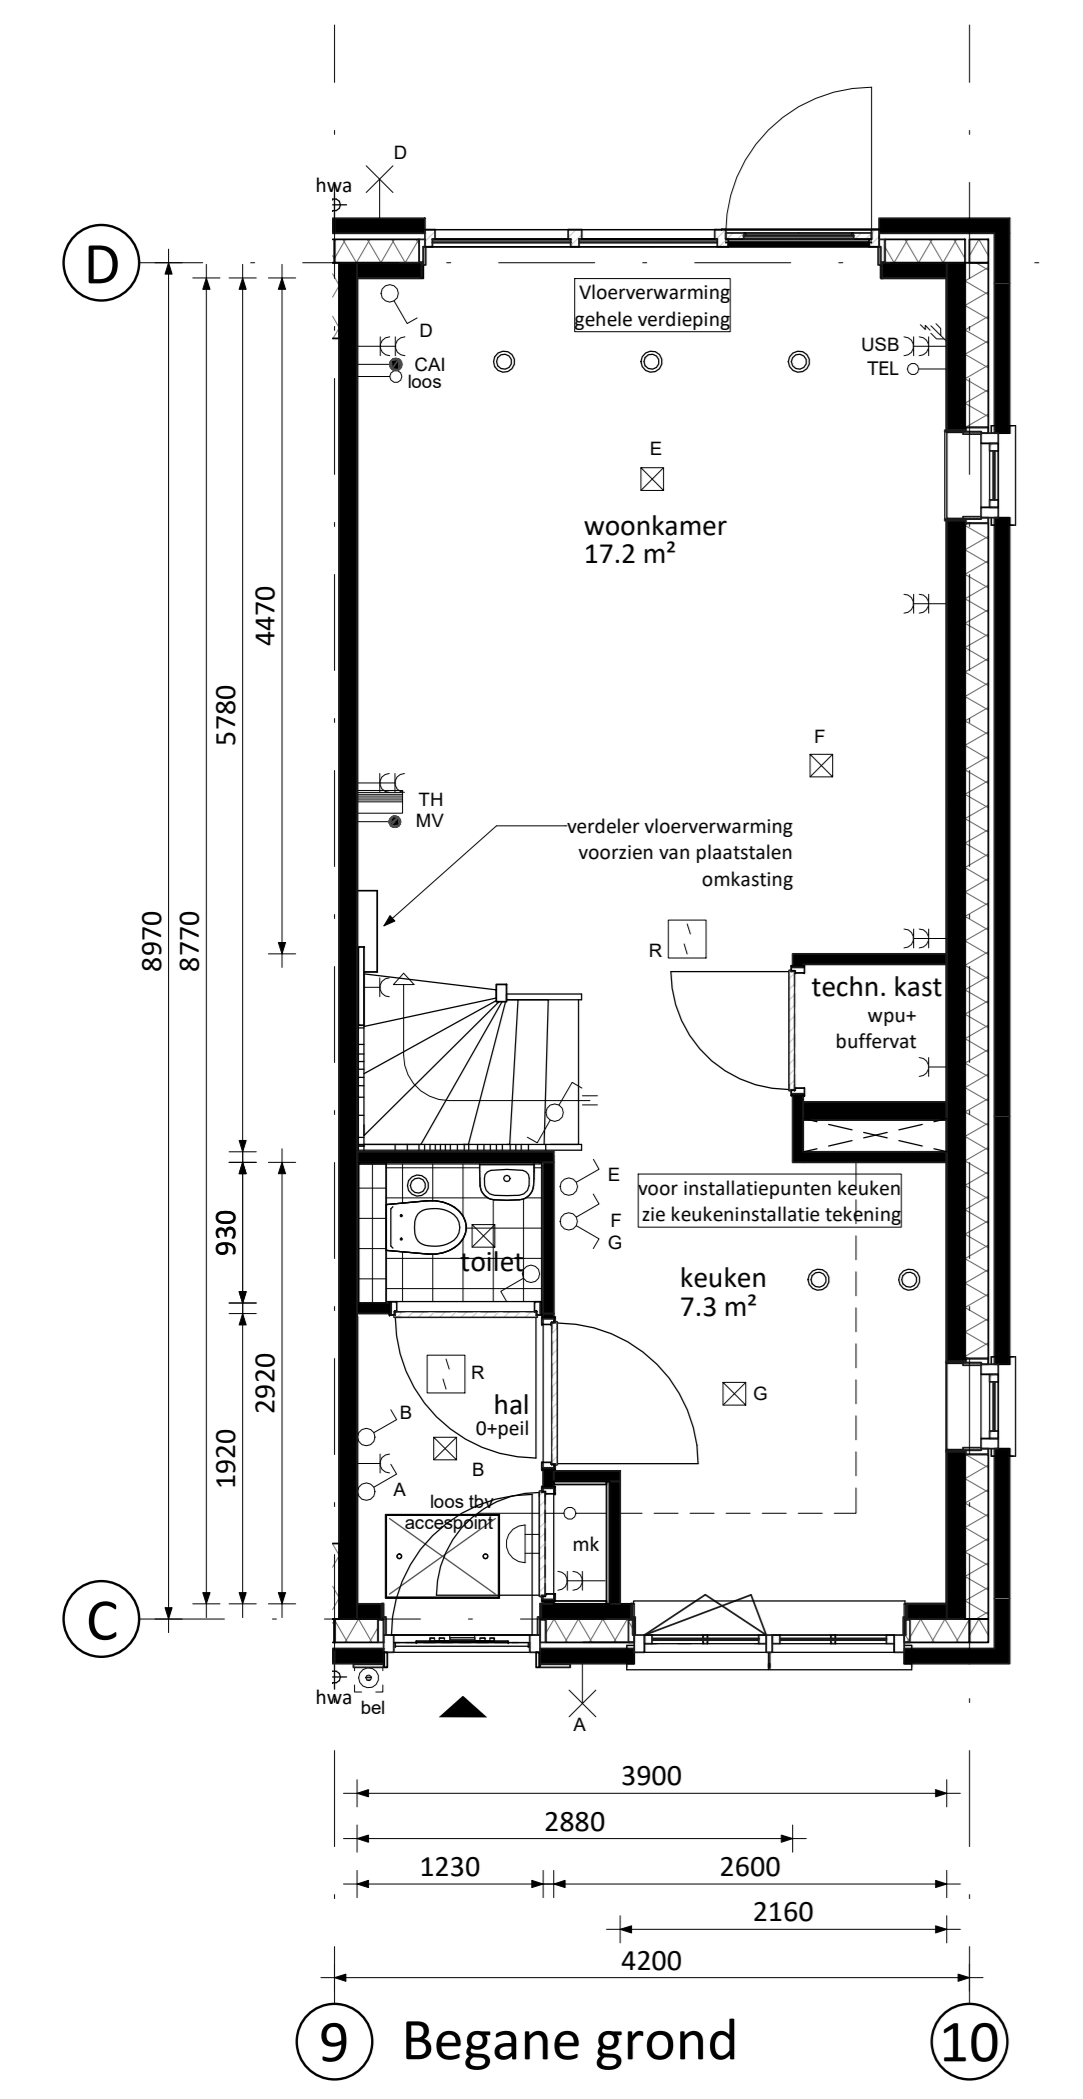 D
hwa
D
Vloerverwarming
gehele verdieping
D
CAI
loos
USB
TEL
E
woonkamer
17.2 m²
4470
5780
F
TH
MV
verdeler vloerverwarming
voorzien van plaatstalen
omkasting
8970
8770
R
techn. kast
wpu+
buffervat
E
F
G
voor installatiepunten keuken
zie keukeninstallatie tekening
930
toilet
keuken
7.3 m²
2920
1920
R
hal
0+peil
G
B
B
A
loos tbv
accespoint
mk
C
hwa
bel
A
3900
2880
1230
2600
2160
4200
9
Begane grond
10